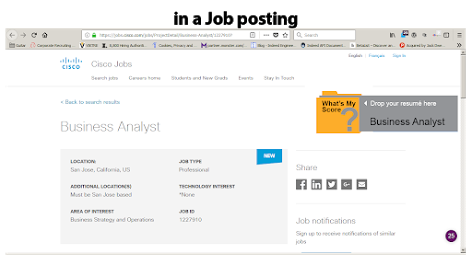 in a Job posting
https://jobs.cisco.com/jobs/ProjectDetail/Business-Analyst/1227910
Search
English Français Sign In
CISCO Cisco Jobs
Search jobs Careers home Students and New Grads Events Stay in Touch
< Back to search results
What's My
Score
?
Drop your resumé here
Business Analyst
Business Analyst
NEW
LOCATION:
San Jose, California, US
JOB TYPE
Professional
ADDITIONAL LOCATION(S)
Must be San Jose based
TECHNOLOGY INTEREST
*None
AREA OF INTEREST
Business Strategy and Operations
JOB ID
1227910
Share
Job notifications
Sign up to receive notifications of similar
jobs
25